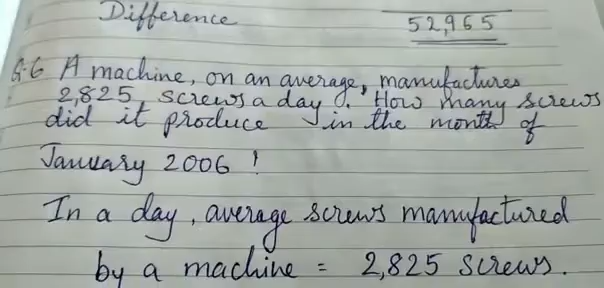 Difference 52,965
Q.6 A machine, on an average, manufactures
2,825 screws a day. How many screws
did it produce in the month of
January 2006 !
In a day, average screws manufactured
by a machine = 2,825 screws.